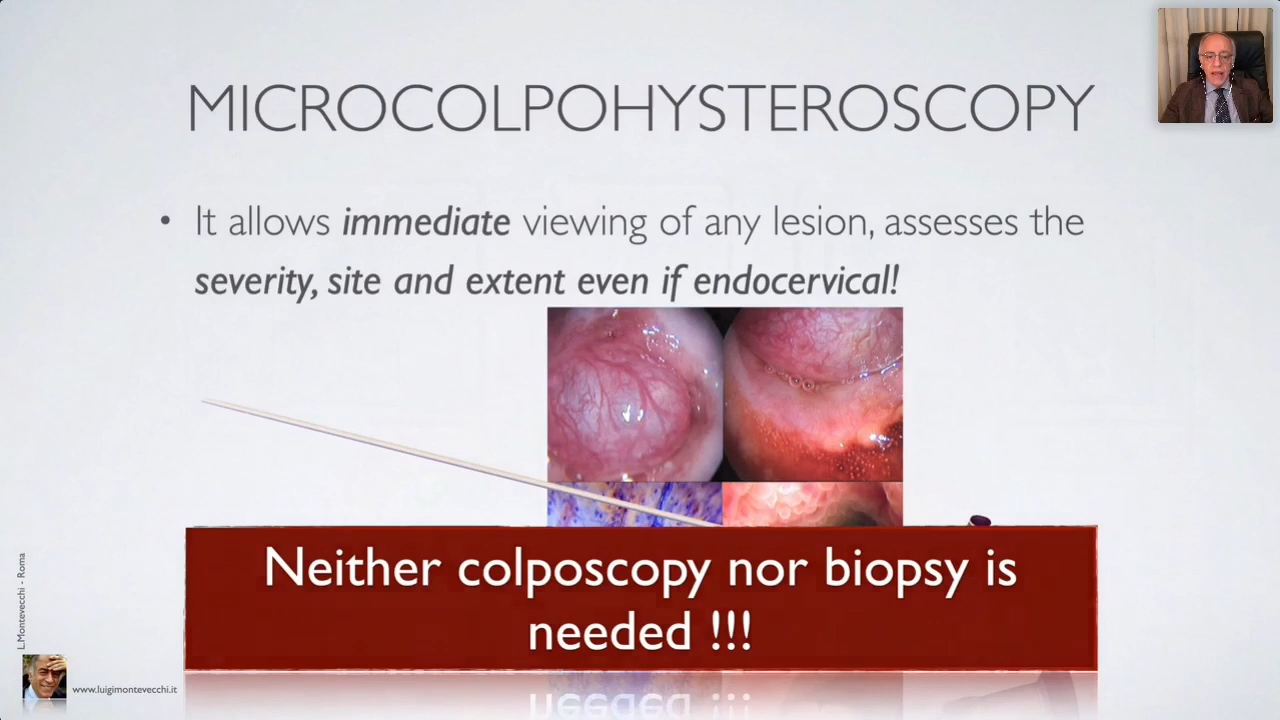 MICROCOLPOHYSTEROSCOPY
• It allows immediate viewing of any lesion, assesses the
severity, site and extent even if endocervical!
Neither colposcopy nor biopsy is
needed !!!
L.Montevecchi - Roma
www.luigimontevecchi.it